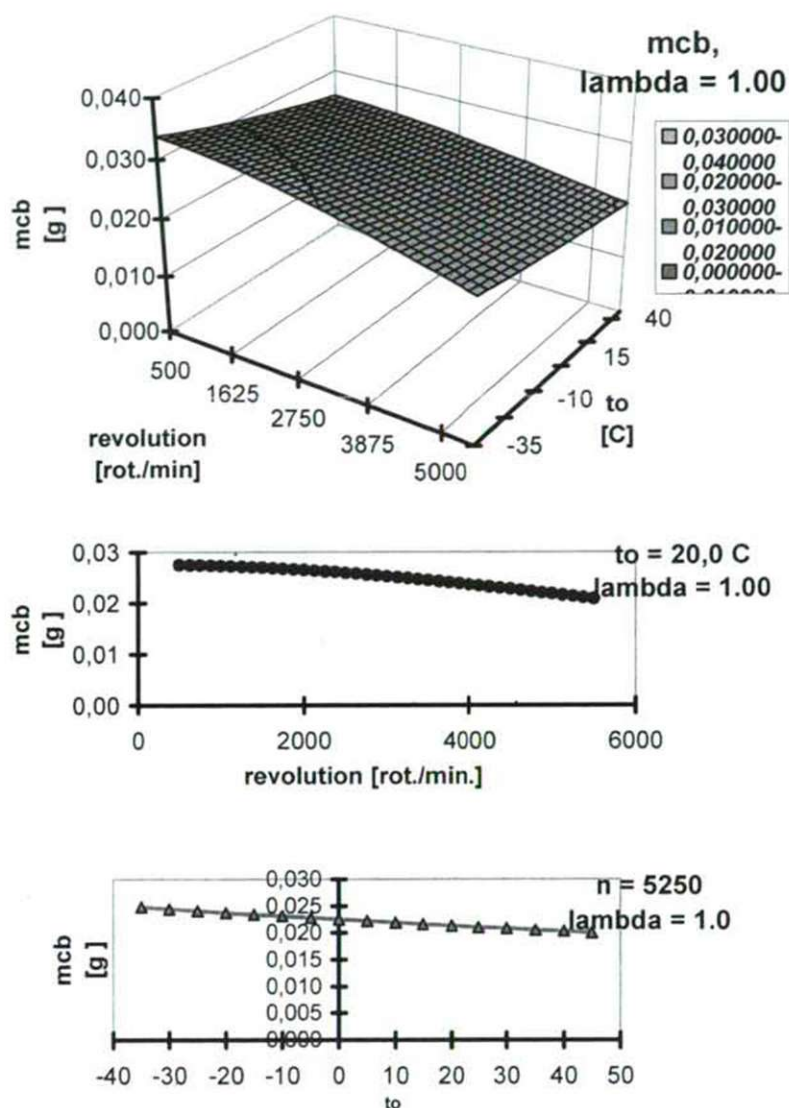 mcb,
lambda = 1.00
0,040
0,030
0,020
0,010
0,000
mcb
[g ]
0,030000-
0,040000
0,020000-
0,030000
0,010000-
0,020000
0,000000-
500
1625
2750
3875
5000
revolution
[rot./min]
40
15
-10
-35
to
[C]
to = 20,0 C
lambda = 1.00
0,03
0,02
0,01
0,00
mcb
[g]
0 2000 4000 6000
revolution [rot./min.]
n = 5250
lambda = 1.0
0,030
0,025
0,020
0,015
0,010
0,005
0,000
mcb
[g]
-40 -30 -20 -10 0 10 20 30 40 50
to